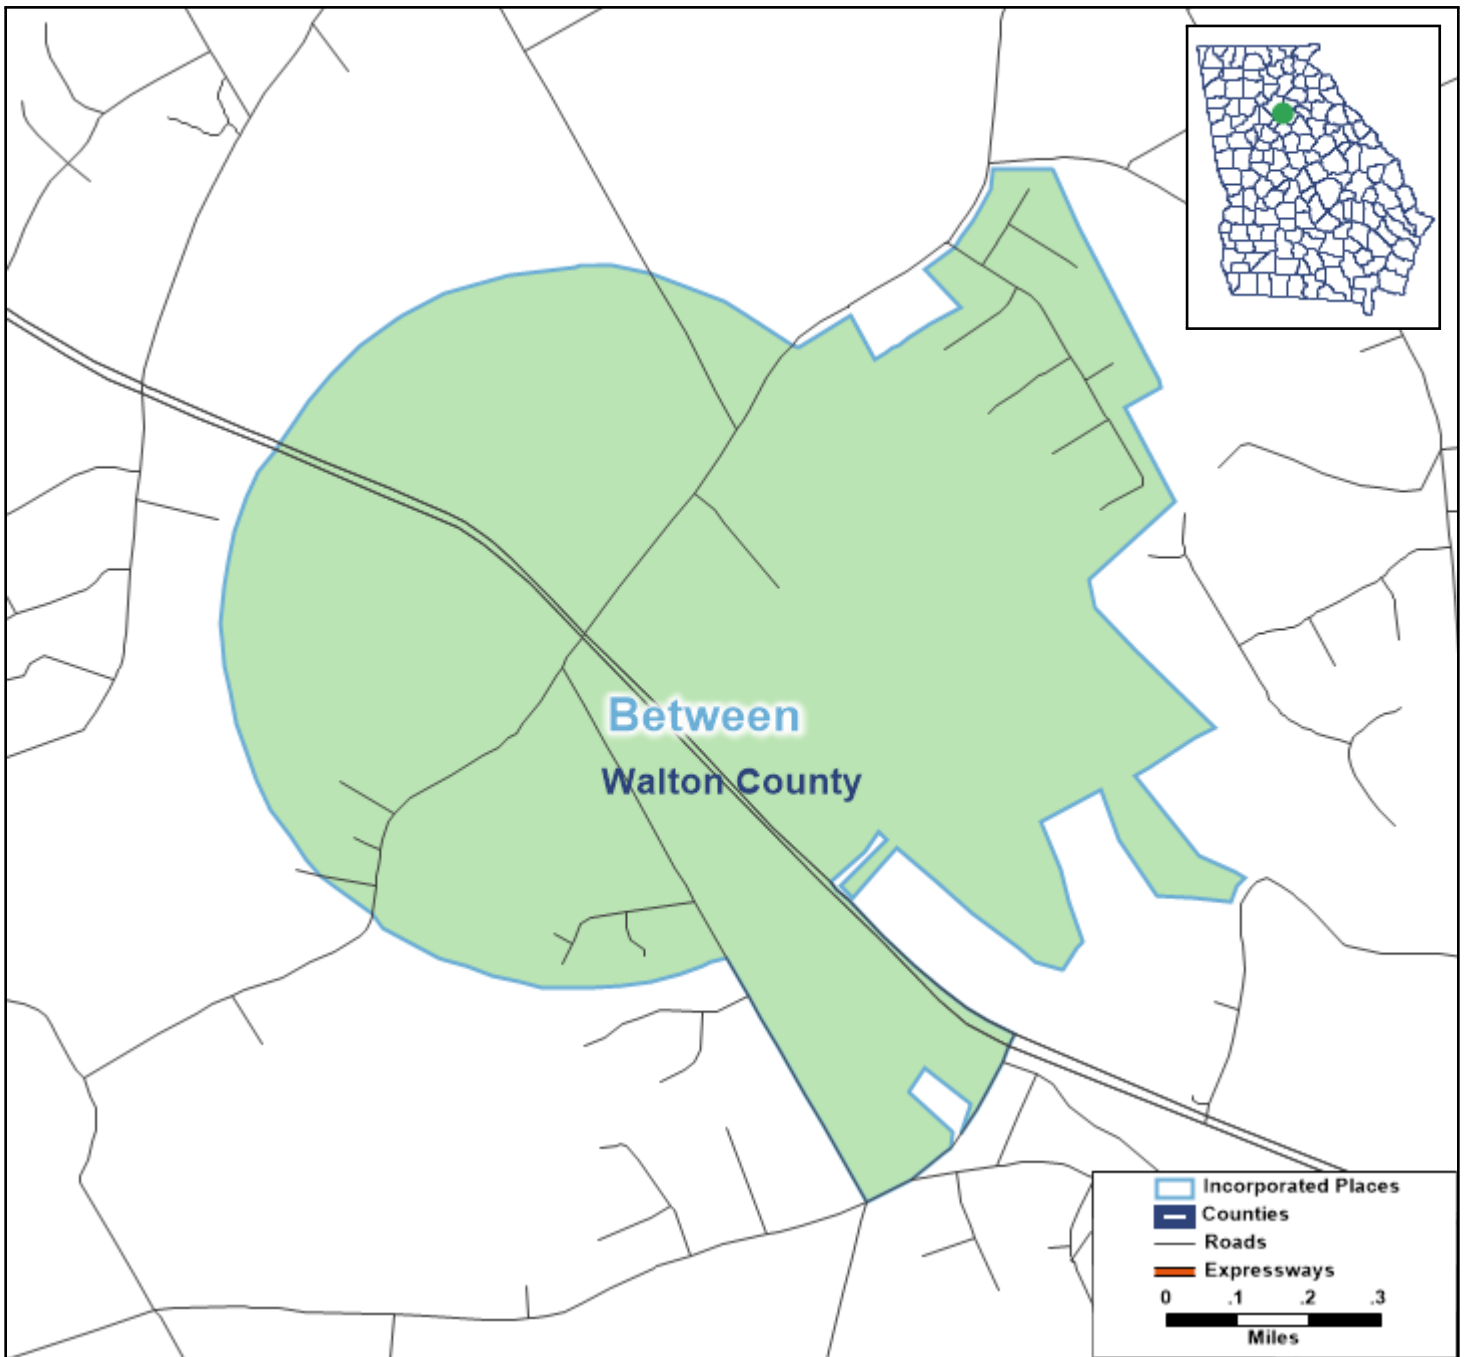 Between
Walton County
Incorporated Places
Counties
Roads
Expressways
0 .1 .2 .3
Miles